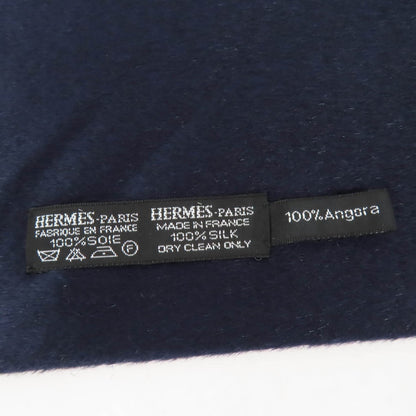 HERMÈS-PARIS
FABRIQUE EN FRANCE
100%SOIE
F
HERMÈS-PARIS
MADE IN FRANCE
100%SILK
DRY CLEAN ONLY
100%Angora